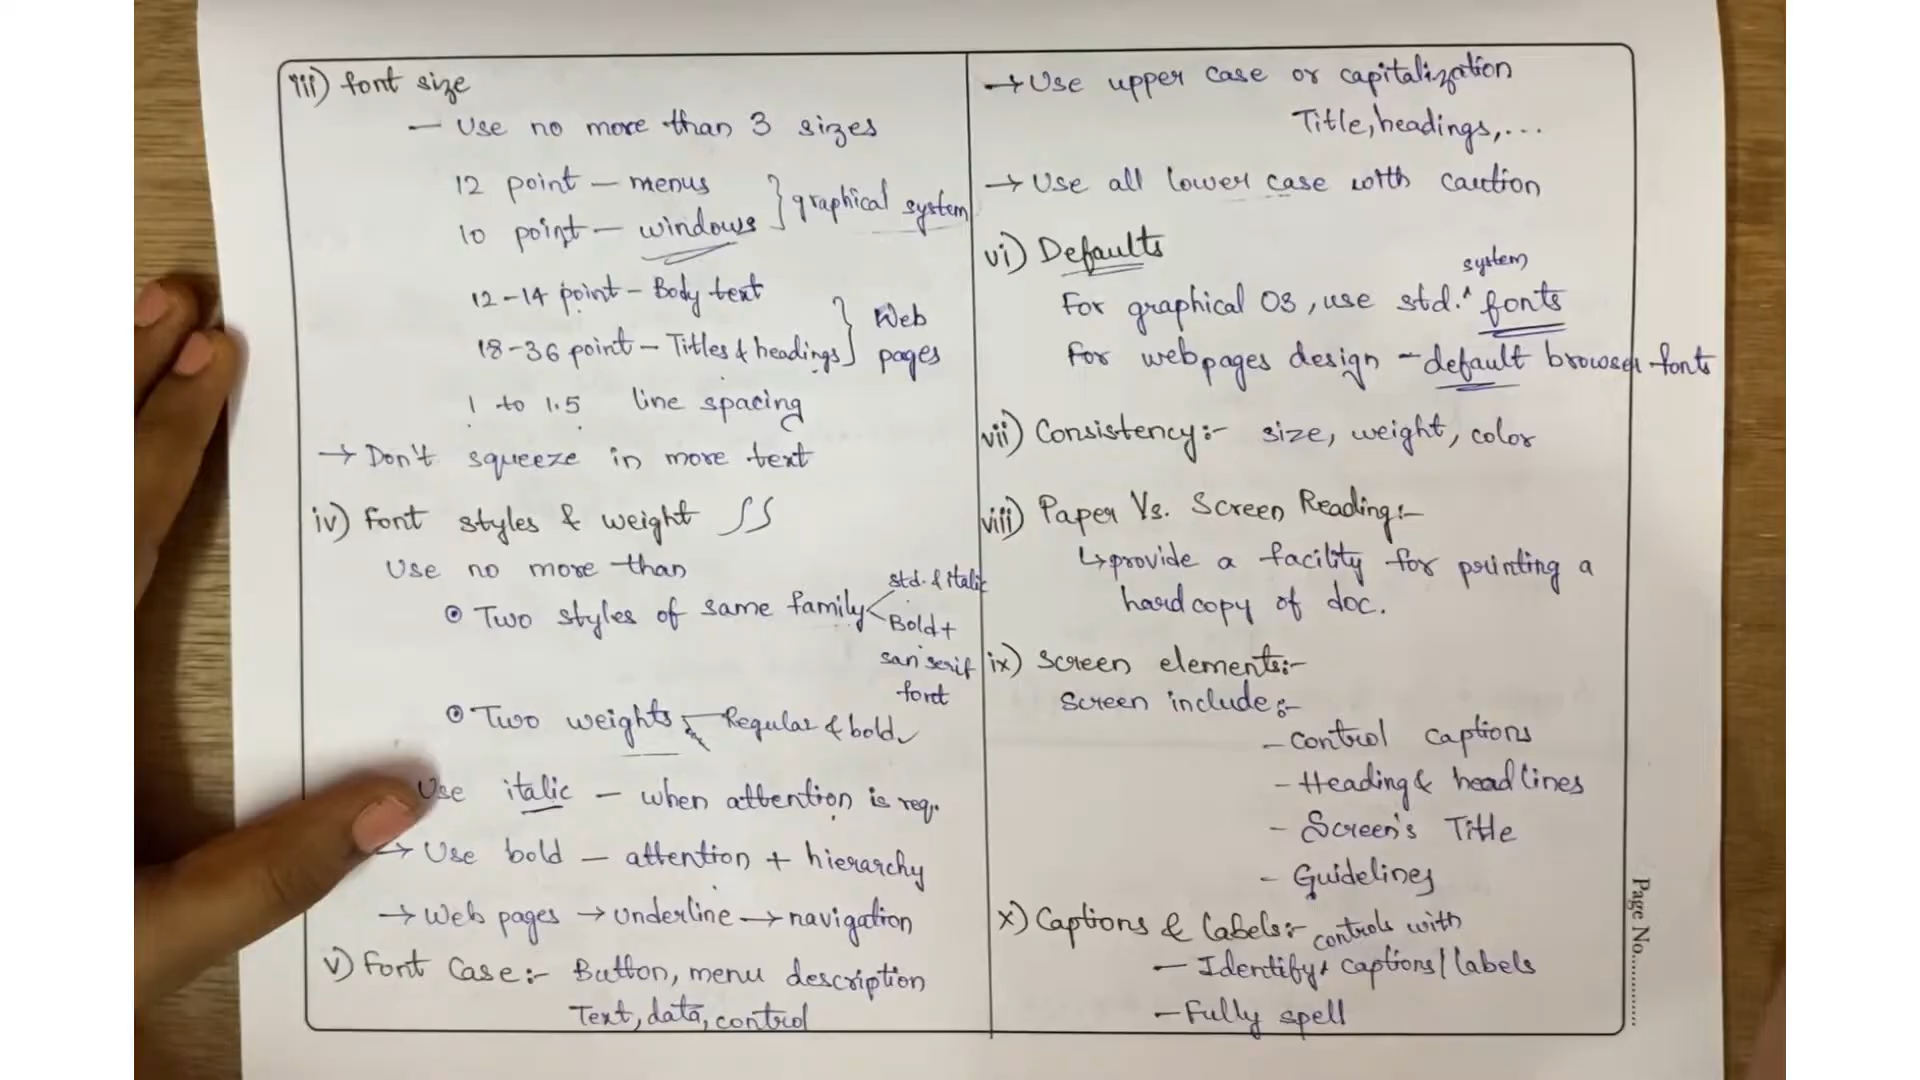 iii) font size
— Use no more than 3 sizes
12 point — menus
10 point — windows
} graphical system
12-14 point — Body text
18-36 point — Titles & headings
} Web pages
1 to 1.5 line spacing
→ Don't squeeze in more text
iv) Font styles & weight
Use no more than
⊙ Two styles of same family < std. & italic
Bold +
san serif
font
⊙ Two weights Regular & bold
Use italic — when attention is req.
→ Use bold — attention + hierarchy
→ Web pages → underline → navigation
v) Font Case :- Button, menu description
Text, data, control
→ Use upper case or capitalization
Title, headings, ...
→ Use all lower case with caution
vi) Defaults
For graphical OS, use std. ^ system fonts
For webpages design — default browser fonts
vii) Consistency :- size, weight, color
viii) Paper Vs. Screen Reading :-
↳ provide a facility for printing a
hard copy of doc.
ix) Screen elements :-
Screen include :-
- Control captions
- Heading & headlines
- Screen's Title
- Guidelines
x) Captions & Labels :-
— Identify controls with captions/labels
— Fully spell
Page No.............